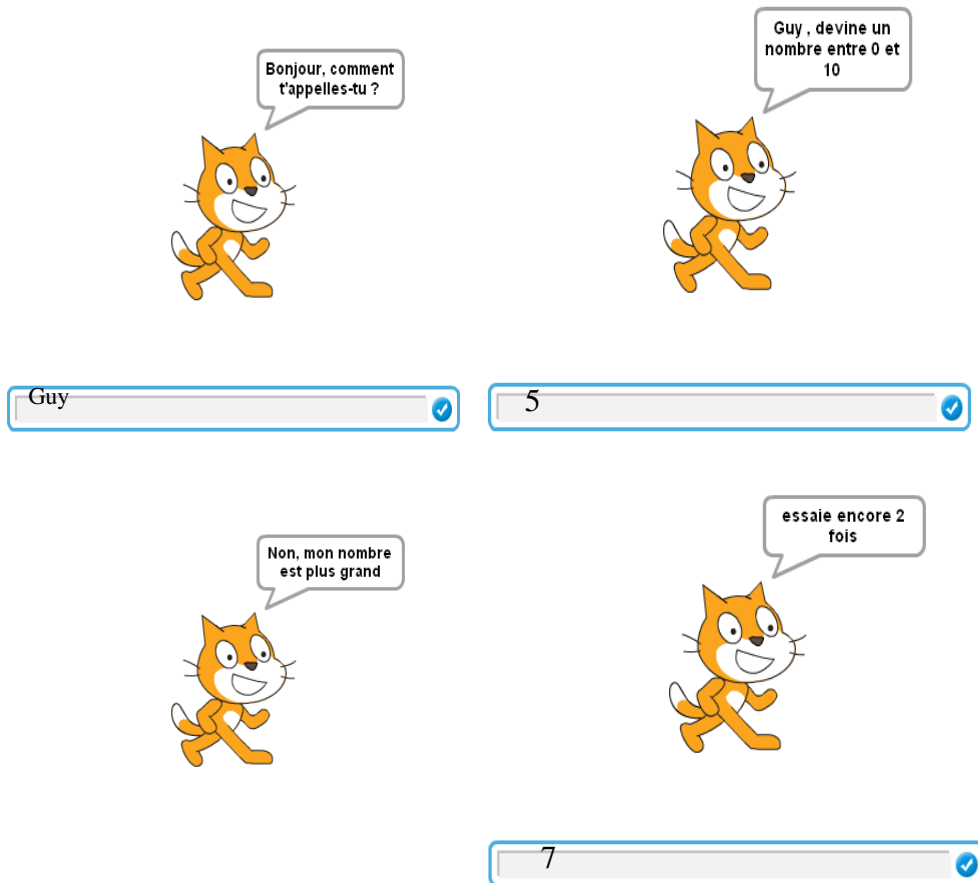 Bonjour, comment
t'appelles-tu ?
Guy , devine un
nombre entre 0 et
10
Guy
5
Non, mon nombre
est plus grand
essaie encore 2
fois
7